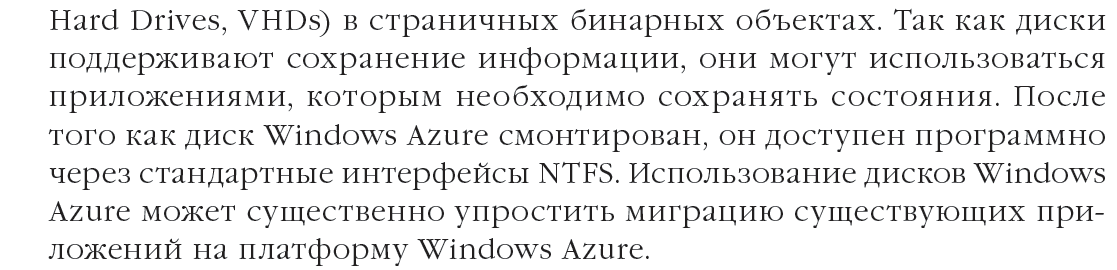 Hard Drives, VHDs) в страничных бинарных объектах. Так как диски
поддерживают сохранение информации, они могут использоваться
приложениями, которым необходимо сохранять состояния. После
того как диск Windows Azure смонтирован, он доступен программно
через стандартные интерфейсы NTFS. Использование дисков Windows
Azure может существенно упростить миграцию существующих при-
ложений на платформу Windows Azure.